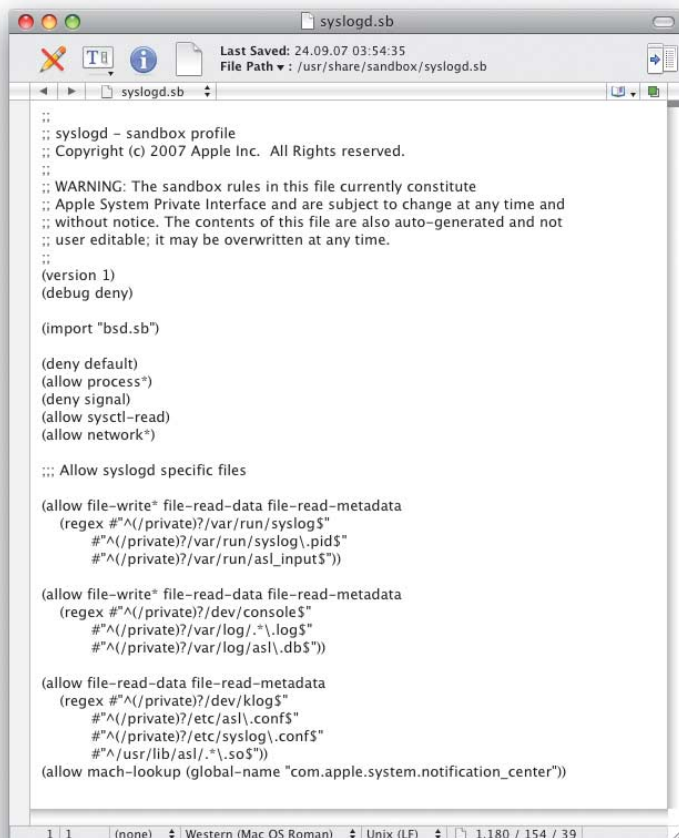 syslogd.sb
Last Saved: 24.09.07 03:54:35
File Path ▾ : /usr/share/sandbox/syslogd.sb
syslogd.sb
;;
;; syslogd – sandbox profile
;; Copyright (c) 2007 Apple Inc.  All Rights reserved.
;;
;; WARNING: The sandbox rules in this file currently constitute
;; Apple System Private Interface and are subject to change at any time and
;; without notice. The contents of this file are also auto-generated and not
;; user editable; it may be overwritten at any time.
;;
(version 1)
(debug deny)

(import "bsd.sb")

(deny default)
(allow process*)
(deny signal)
(allow sysctl-read)
(allow network*)

;;; Allow syslogd specific files

(allow file-write* file-read-data file-read-metadata
(regex #"^(/private)?/var/run/syslog$"
#"^(/private)?/var/run/syslog\.pid$"
#"^(/private)?/var/run/asl_input$"))

(allow file-write* file-read-data file-read-metadata
(regex #"^(/private)?/dev/console$"
#"^(/private)?/var/log/.*\.log$"
#"^(/private)?/var/log/asl\.db$"))

(allow file-read-data file-read-metadata
(regex #"^(/private)?/dev/klog$"
#"^(/private)?/etc/asl\.conf$"
#"^(/private)?/etc/syslog\.conf$"
#"^/usr/lib/asl/.*\.so$"))
(allow mach-lookup (global-name "com.apple.system.notification_center"))
1 1 (none) Western (Mac OS Roman) Unix (LF) 1.180 / 154 / 39